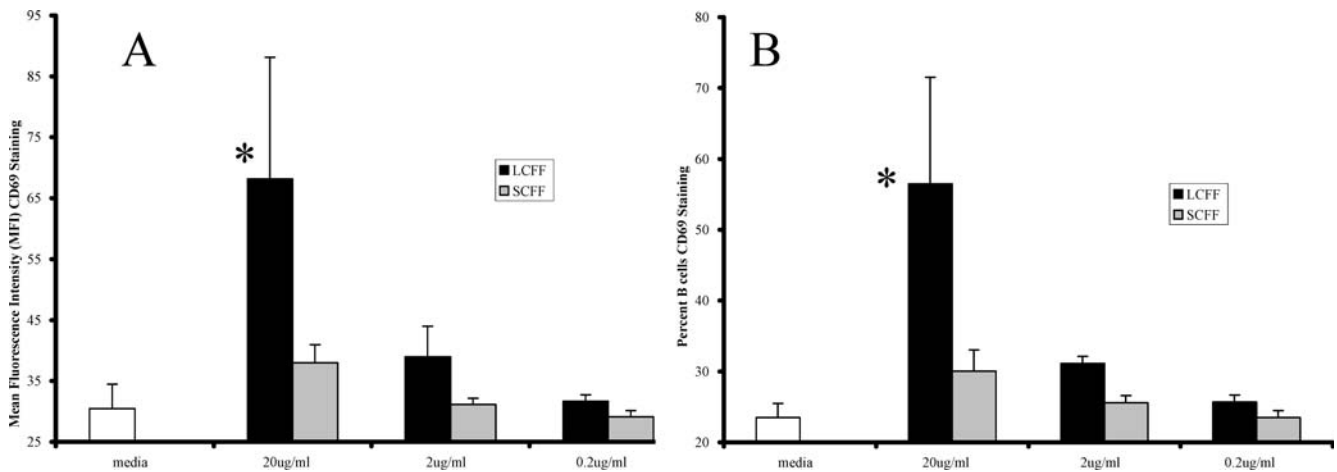 A
Mean Fluorescence Intensity (MFI) CD69 Staining
95
85
75
65
55
45
35
25
*
LCFF
SCFF
media
20ug/ml
2ug/ml
0.2ug/ml
B
Percent B cells CD69 Staining
80
70
60
50
40
30
20
*
LCFF
SCFF
media
20ug/ml
2ug/ml
0.2ug/ml